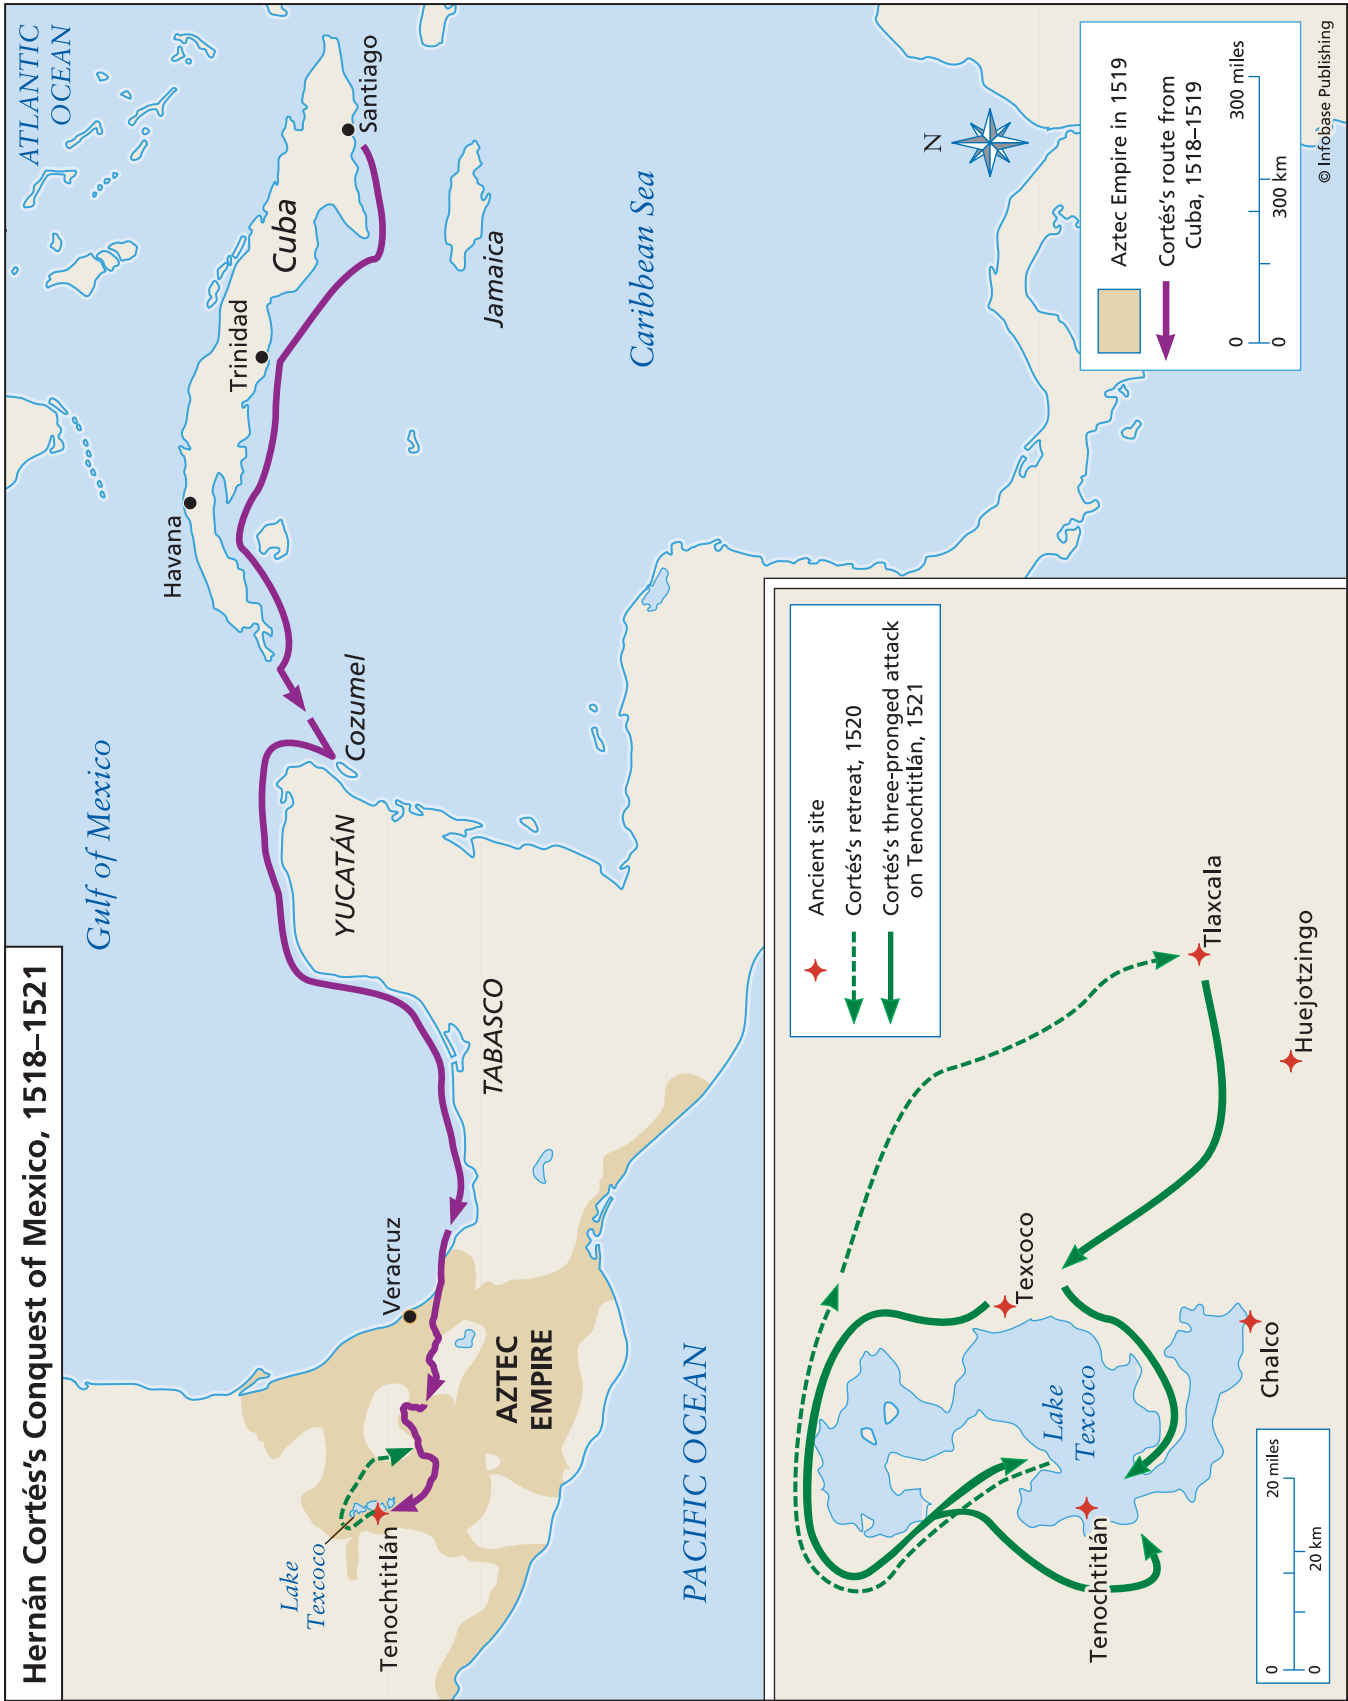 Hernán Cortés's Conquest of Mexico, 1518–1521
ATLANTIC
OCEAN
Gulf of Mexico
Havana
Trinidad
Cuba
Santiago
Jamaica
Caribbean Sea
Cozumel
YUCATÁN
TABASCO
Veracruz
AZTEC
EMPIRE
Lake
Texcoco
Tenochtitlán
PACIFIC OCEAN
N
Aztec Empire in 1519
Cortés's route from
Cuba, 1518–1519
0 300 miles
0 300 km
© Infobase Publishing
Ancient site
Cortés's retreat, 1520
Cortés's three-pronged attack
on Tenochtitlán, 1521
Texcoco
Tlaxcala
Huejotzingo
Lake
Texcoco
Tenochtitlán
Chalco
0 20 miles
0 20 km